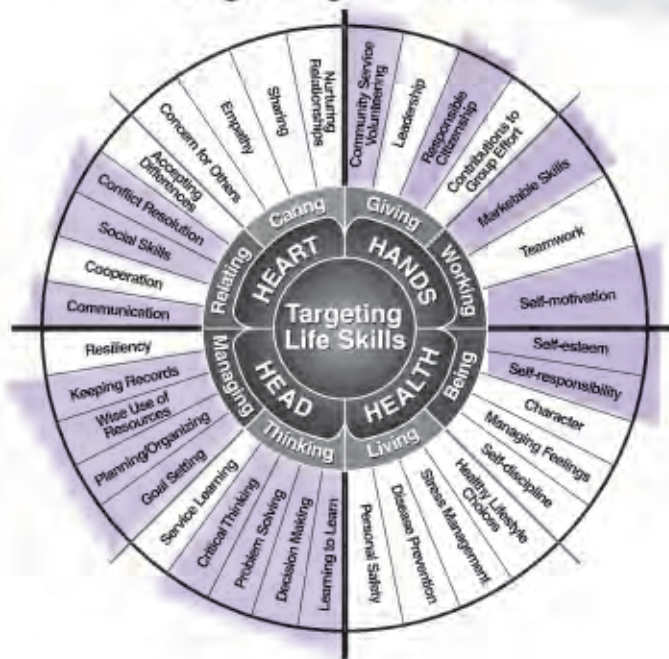 Targeting
Life Skills
HEART
HANDS
HEALTH
HEAD
Caring
Giving
Working
Being
Living
Thinking
Managing
Relating
Nurturing
Relationships
Sharing
Empathy
Concern for Others
Accepting
Differences
Conflict Resolution
Social Skills
Cooperation
Communication
Community Service
Volunteering
Leadership
Responsible
Citizenship
Contributions to
Group Effort
Marketable Skills
Teamwork
Self-motivation
Self-esteem
Self-responsibility
Character
Managing Feelings
Self-discipline
Healthy Lifestyle
Choices
Stress Management
Disease Prevention
Personal Safety
Learning to Learn
Decision Making
Problem Solving
Critical Thinking
Service Learning
Goal Setting
Planning/Organizing
Wise Use of
Resources
Keeping Records
Resiliency